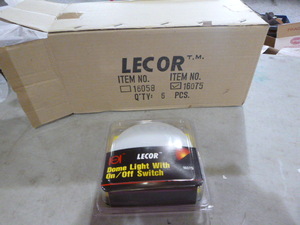 LECOR T.M.
ITEM NO. ITEM NO.
16058 16075
Q'TY: 6 PCS.
LECOR
Dome Light With
On/Off Switch